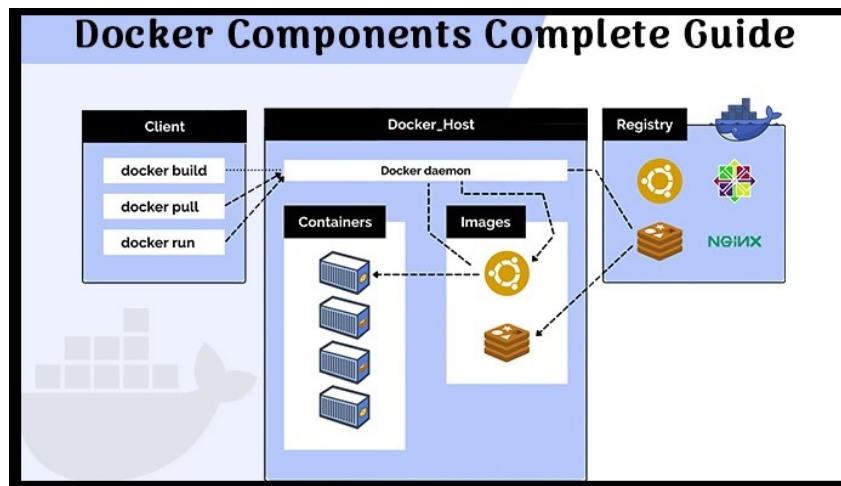 Docker Components Complete Guide
Client
docker build
docker pull
docker run
Docker_Host
Docker daemon
Containers
Images
Registry
NGiNX